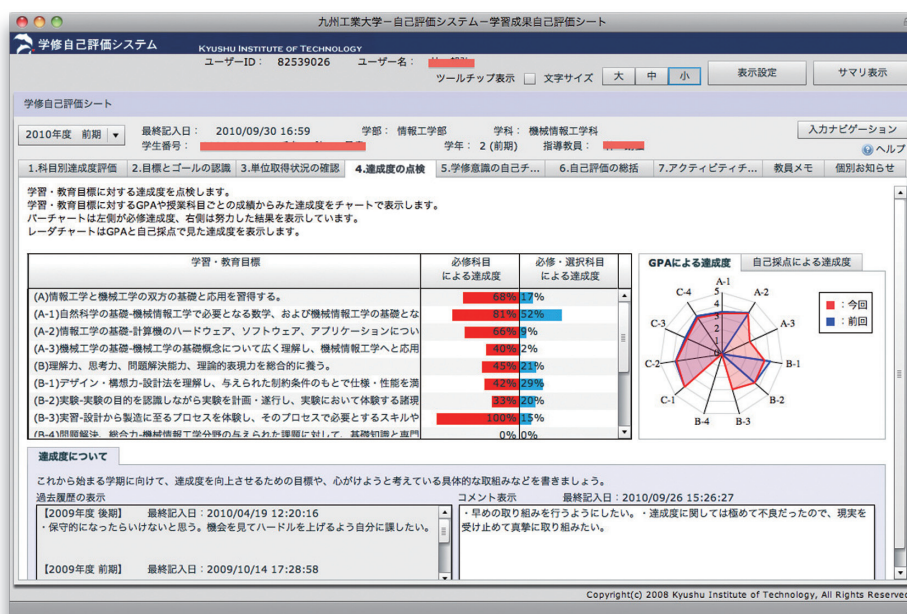 九州工業大学－自己評価システム－学習成果自己評価シート
学修自己評価システム KYUSHU INSTITUTE OF TECHNOLOGY
ユーザーID： 82539026 ユーザー名：
ツールチップ表示 文字サイズ 大 中 小 表示設定 サマリ表示
学修自己評価シート
2010年度 前期 最終記入日： 2010/09/30 16:59 学部： 情報工学部 学科： 機械情報工学科 入力ナビゲーション
学生番号： 学年： 2 (前期) 指導教員： ヘルプ
1.科目別達成度評価 2.目標とゴールの認識 3.単位取得状況の確認 4.達成度の点検 5.学修意識の自己チ... 6.自己評価の総括 7.アクティビティチ... 教員メモ 個別お知らせ
学習・教育目標に対する達成度を点検します。
学習・教育目標に対するGPAや授業科目ごとの成績からみた達成度をチャートで表示します。
バーチャートは左側が必修達成度、右側は努力した結果を表示しています。
レーダチャートはGPAと自己採点で見た達成度を表示します。
学習・教育目標 必修科目による達成度 必修・選択科目による達成度
(A)情報工学と機械工学の双方の基礎と応用を習得する。 68% 17%
(A-1)自然科学の基礎-機械情報工学で必要となる数学、および機械情報工学の基礎とな 81% 52%
(A-2)情報工学の基礎-計算機のハードウェア、ソフトウェア、アプリケーションについ 66% 9%
(A-3)機械工学の基礎-機械工学の基礎概念について広く理解し、機械情報工学へと応用 40% 2%
(B)理解力、思考力、問題解決能力、理論的表現力を総合的に養う。 45% 21%
(B-1)デザイン・構想力-設計法を理解し、与えられた制約条件のもとで仕様・性能を満 42% 29%
(B-2)実験-実験の目的を認識しながら実験を計画・遂行し、実験において体験する諸現 33% 20%
(B-3)実習-設計から製造に至るプロセスを体験し、そのプロセスで必要とするスキルや 100% 15%
(B-4)問題解決、総合力-機械情報工学分野の与えられた課題に対して、基礎知識と専門 0% 0%
GPAによる達成度 自己採点による達成度
A-1
A-2
A-3
B-1
B-2
B-3
B-4
C-1
C-2
C-3
C-4
5
4
3
2
1
0
：今回
：前回
達成度について
これから始まる学期に向けて、達成度を向上させるための目標や、心がけようと考えている具体的な取組みなどを書きましょう。
過去履歴の表示 コメント表示 最終記入日：2010/09/26 15:26:27
【2009年度 後期】 最終記入日：2010/04/19 12:20:16
・保守的になったらいけないと思う。機会を見てハードルを上げるよう自分に課したい。
【2009年度 前期】 最終記入日：2009/10/14 17:28:58
・早めの取り組みを行うようにしたい。・達成度に関しては極めて不良だったので、現実を
受け止めて真摯に取り組みたい。
Copyright(c) 2008 Kyushu Institute of Technology, All Rights Reserved